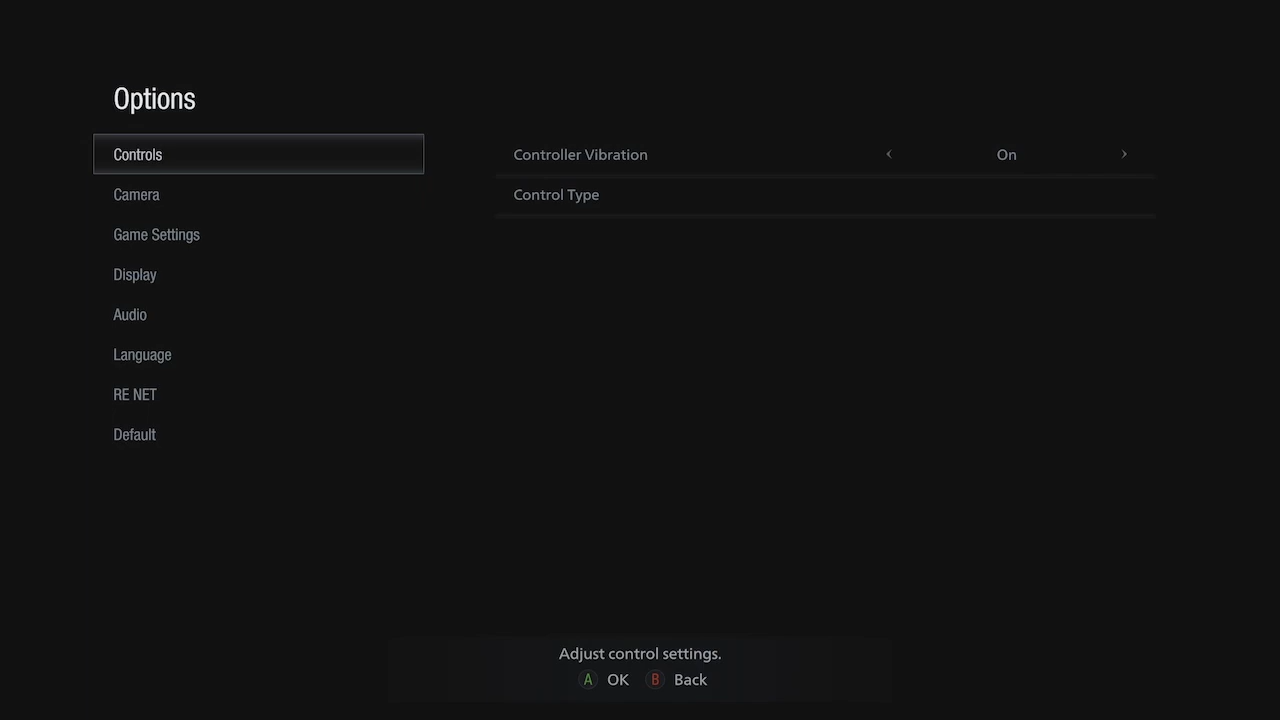 Options
Controls
Camera
Game Settings
Display
Audio
Language
RE NET
Default
Controller Vibration ‹ On ›
Control Type
Adjust control settings.
A OK B Back